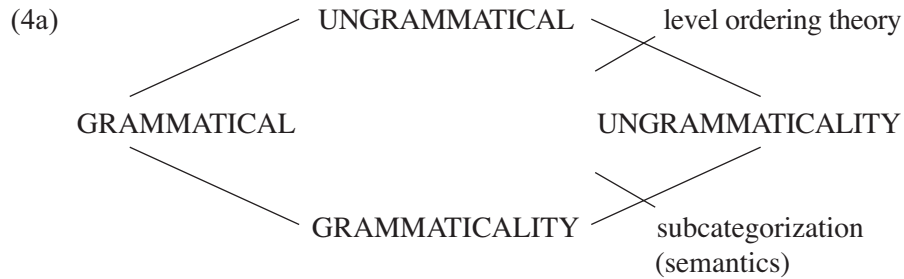 (4a)
UNGRAMMATICAL
level ordering theory
GRAMMATICAL
UNGRAMMATICALITY
GRAMMATICALITY
subcategorization
(semantics)